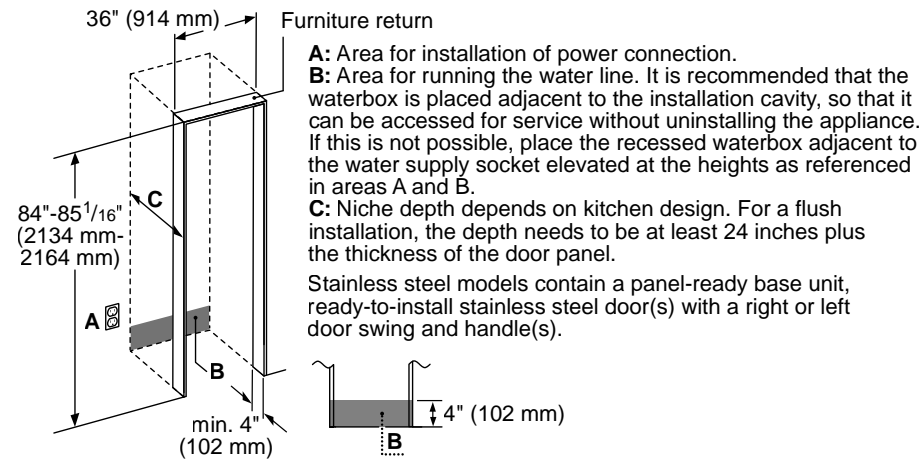 36" (914 mm)
Furniture return
A: Area for installation of power connection.
B: Area for running the water line. It is recommended that the
waterbox is placed adjacent to the installation cavity, so that it
can be accessed for service without uninstalling the appliance.
If this is not possible, place the recessed waterbox adjacent to
the water supply socket elevated at the heights as referenced
in areas A and B.
C: Niche depth depends on kitchen design. For a flush
installation, the depth needs to be at least 24 inches plus
the thickness of the door panel.
Stainless steel models contain a panel-ready base unit,
ready-to-install stainless steel door(s) with a right or left
door swing and handle(s).
C
84"-85 1/16"
(2134 mm-
2164 mm)
A
B
min. 4"
(102 mm)
4" (102 mm)
B